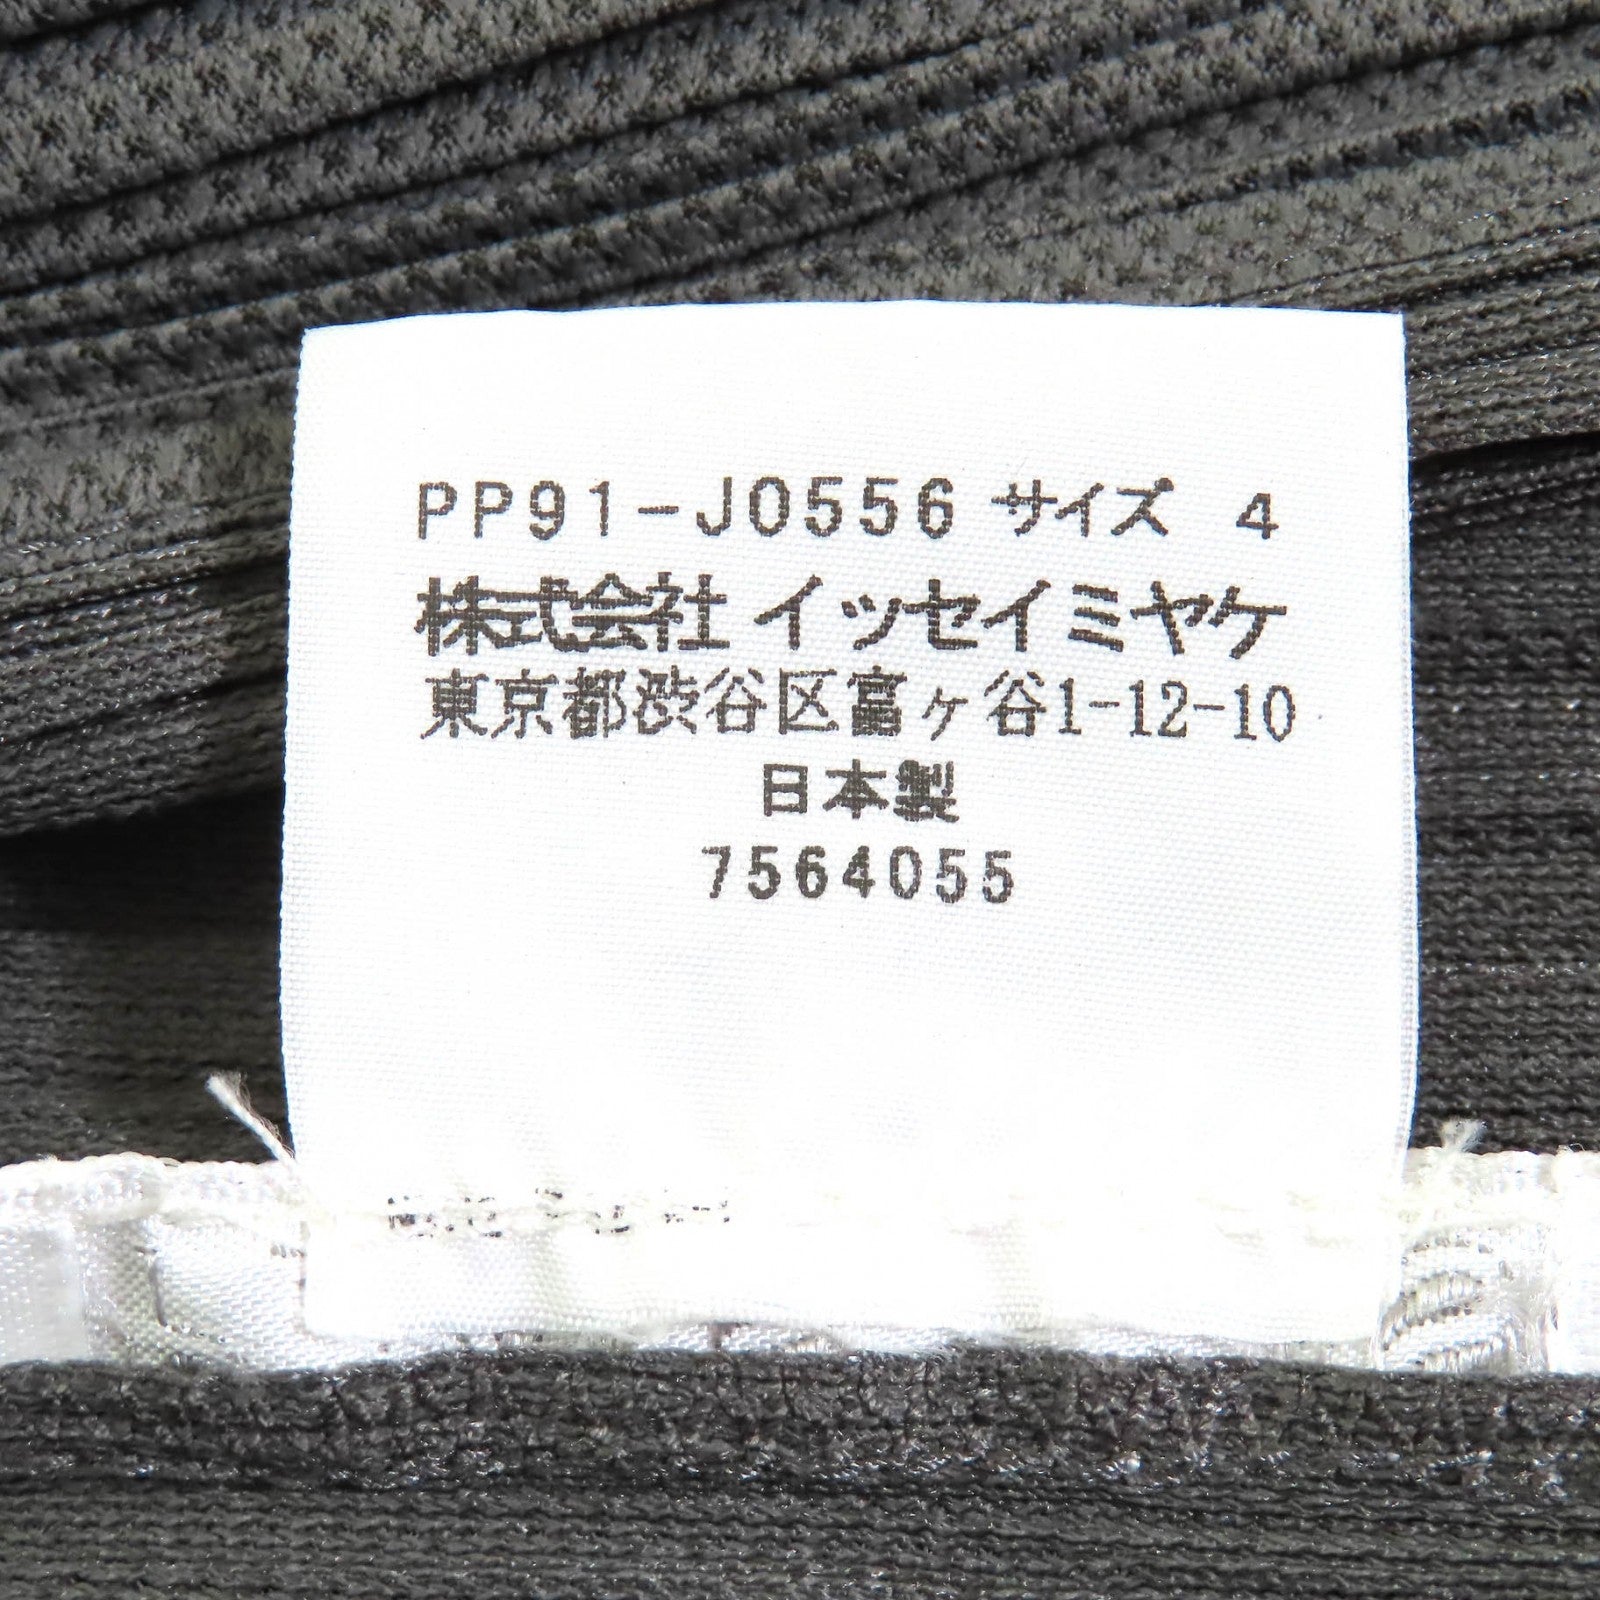 PP91-J0556 サイズ 4
株式会社 イッセイミヤケ
東京都渋谷区富ヶ谷1-12-10
日本製
7564055